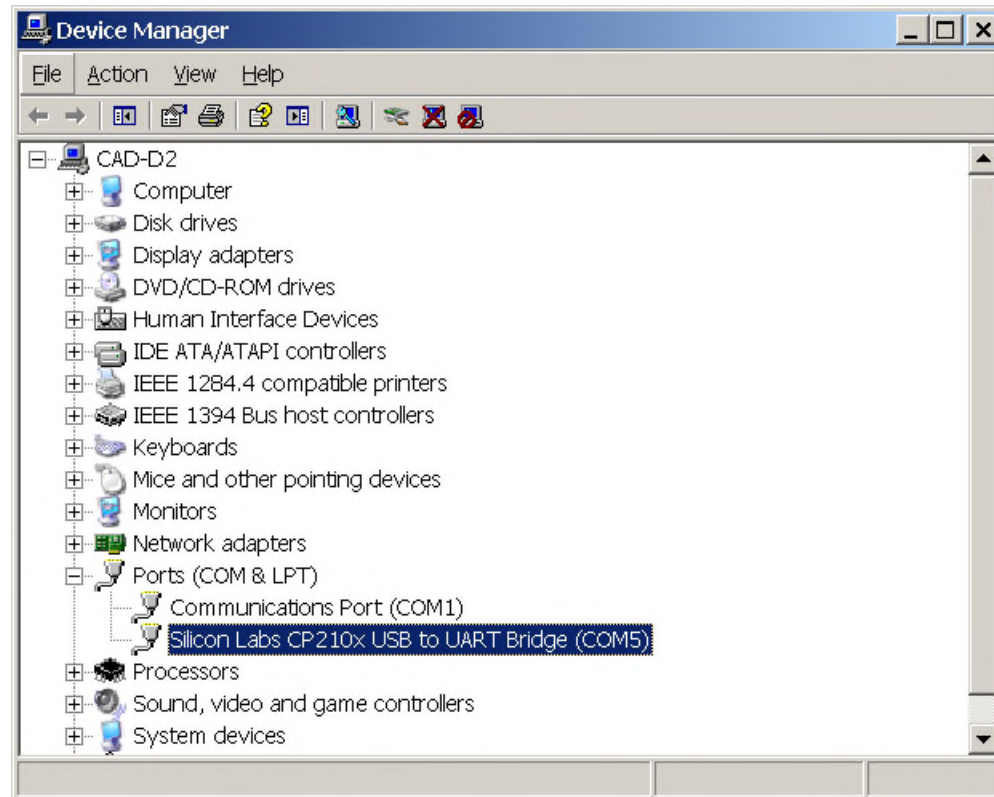 Device Manager
File Action View Help
CAD-D2
Computer
Disk drives
Display adapters
DVD/CD-ROM drives
Human Interface Devices
IDE ATA/ATAPI controllers
IEEE 1284.4 compatible printers
IEEE 1394 Bus host controllers
Keyboards
Mice and other pointing devices
Monitors
Network adapters
Ports (COM & LPT)
Communications Port (COM1)
Silicon Labs CP210x USB to UART Bridge (COM5)
Processors
Sound, video and game controllers
System devices